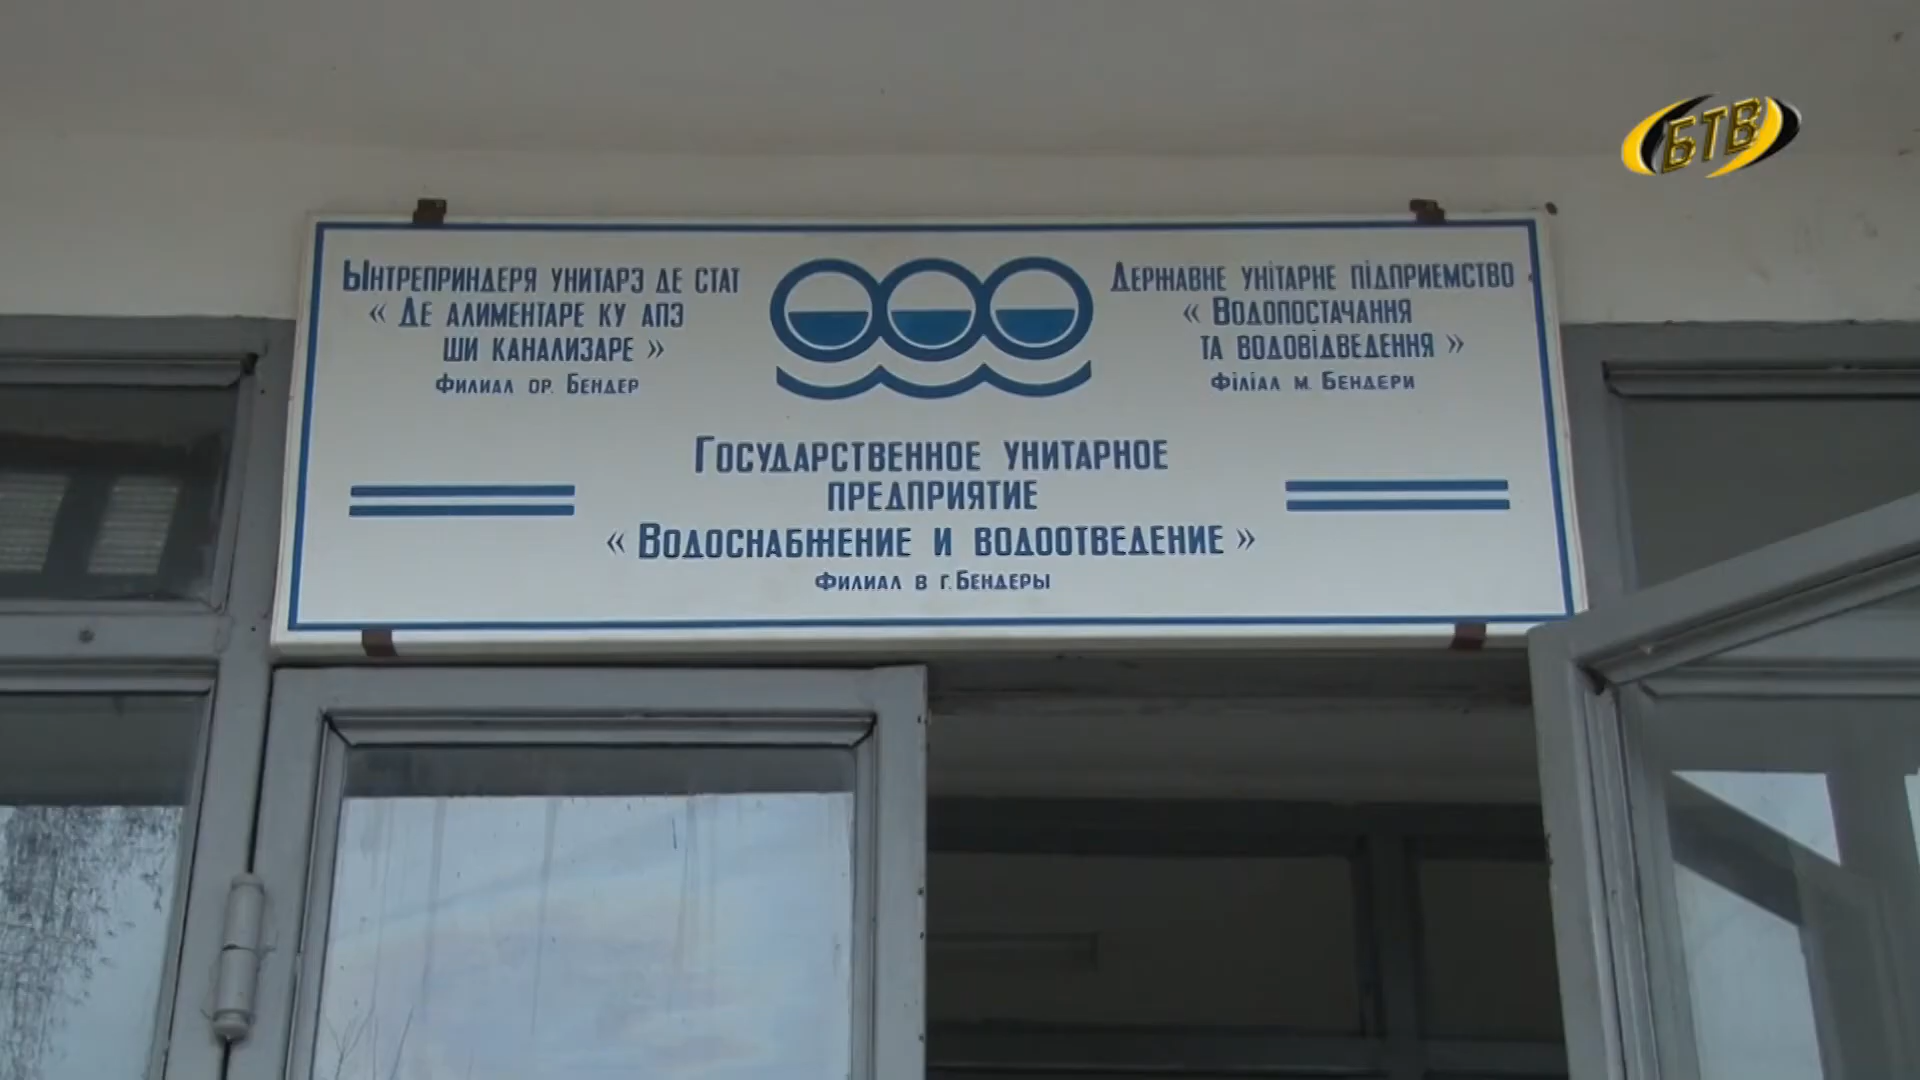 БТВ
Ынтреприндеря унитарэ де стат
« Де алиментаре ку апэ
ши канализаре »
Филиал ор. Бендер
Державне унітарне підприємство
« Водопостачання
та водовідведення »
Філіал м. Бендери
Государственное унитарное
предприятие
« Водоснабжение и водоотведение »
Филиал в г. Бендеры